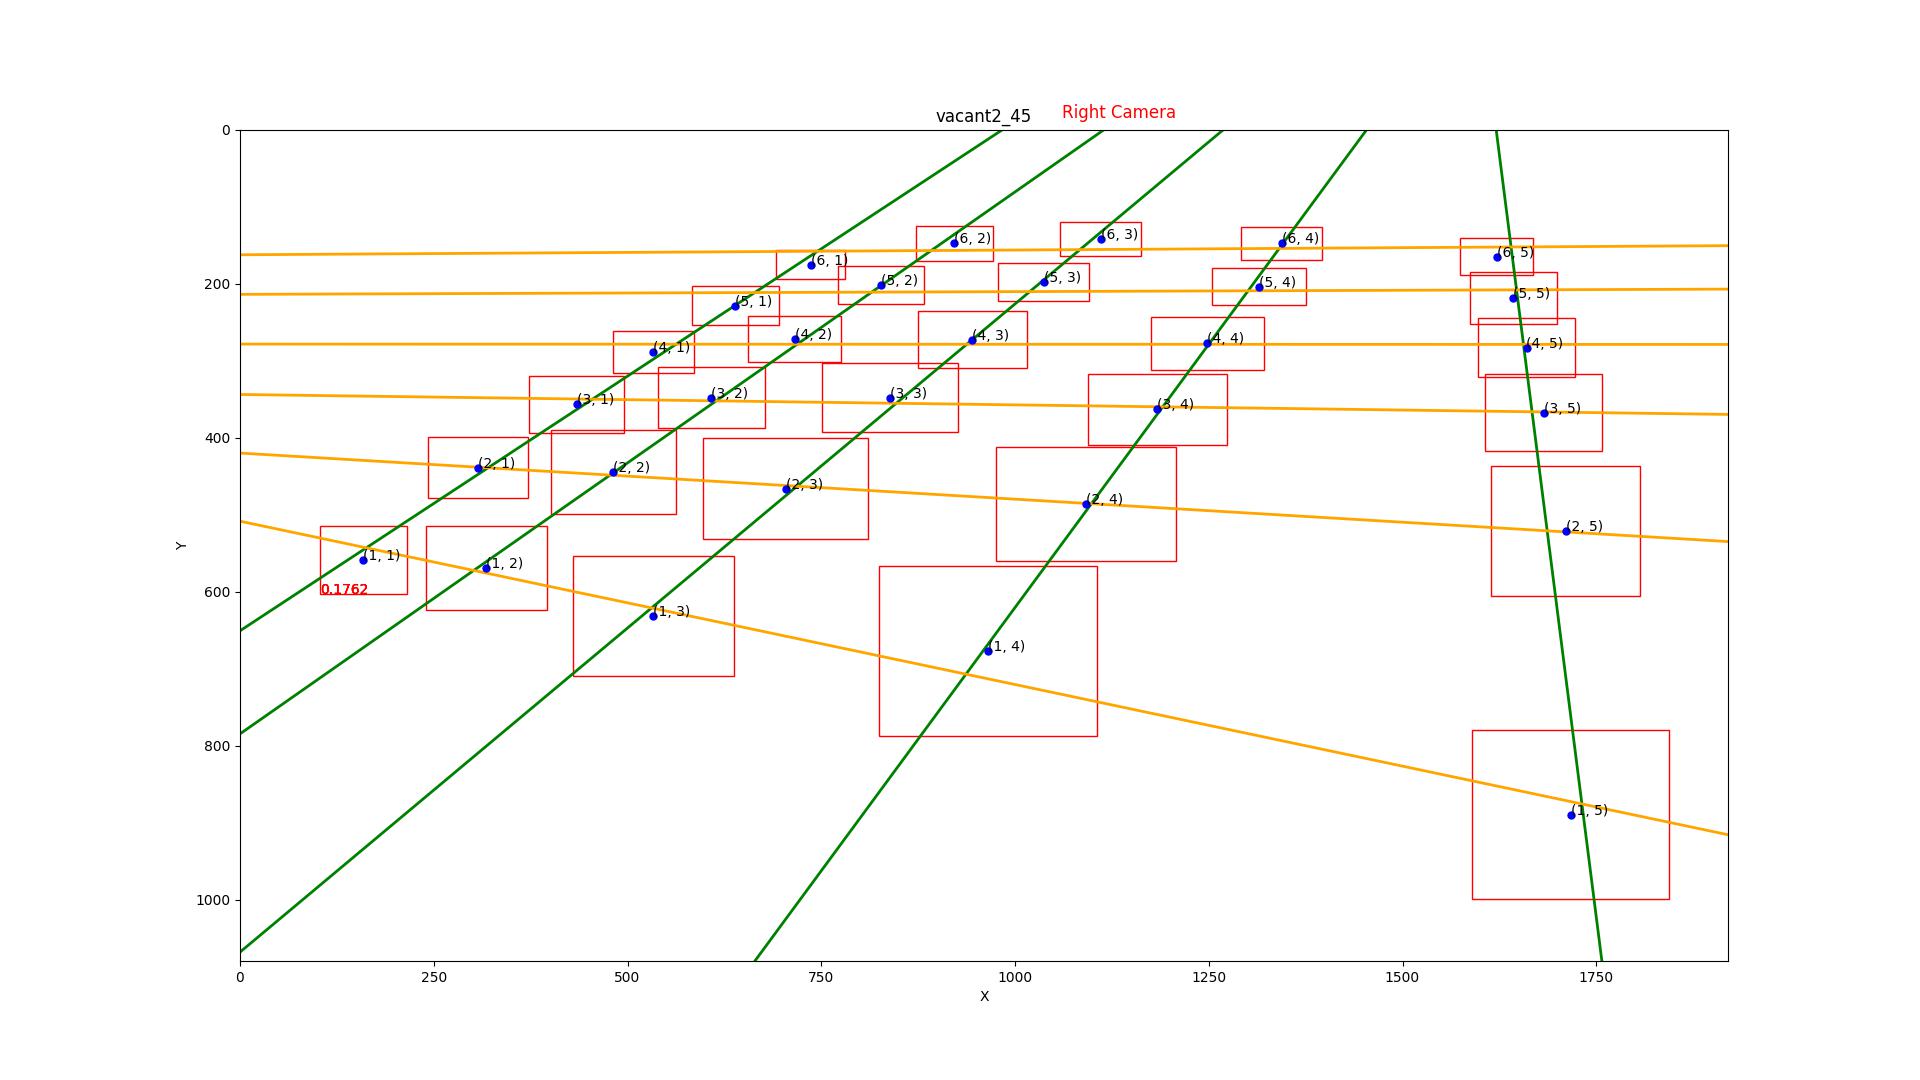 vacant2_45 Right Camera
0
(6, 1) (6, 2) (6, 3) (6, 4) (6, 5)
200
(5, 1) (5, 2) (5, 3) (5, 4) (5, 5)
(4, 1) (4, 2) (4, 3) (4, 4) (4, 5)
(3, 1) (3, 2) (3, 3) (3, 4) (3, 5)
400
(2, 1) (2, 2) (2, 3) (2, 4) (2, 5)
Y
(1, 1) (1, 2) (1, 3) (1, 4) (1, 5)
0.1762
600
800
1000
0 250 500 750 1000 1250 1500 1750
X